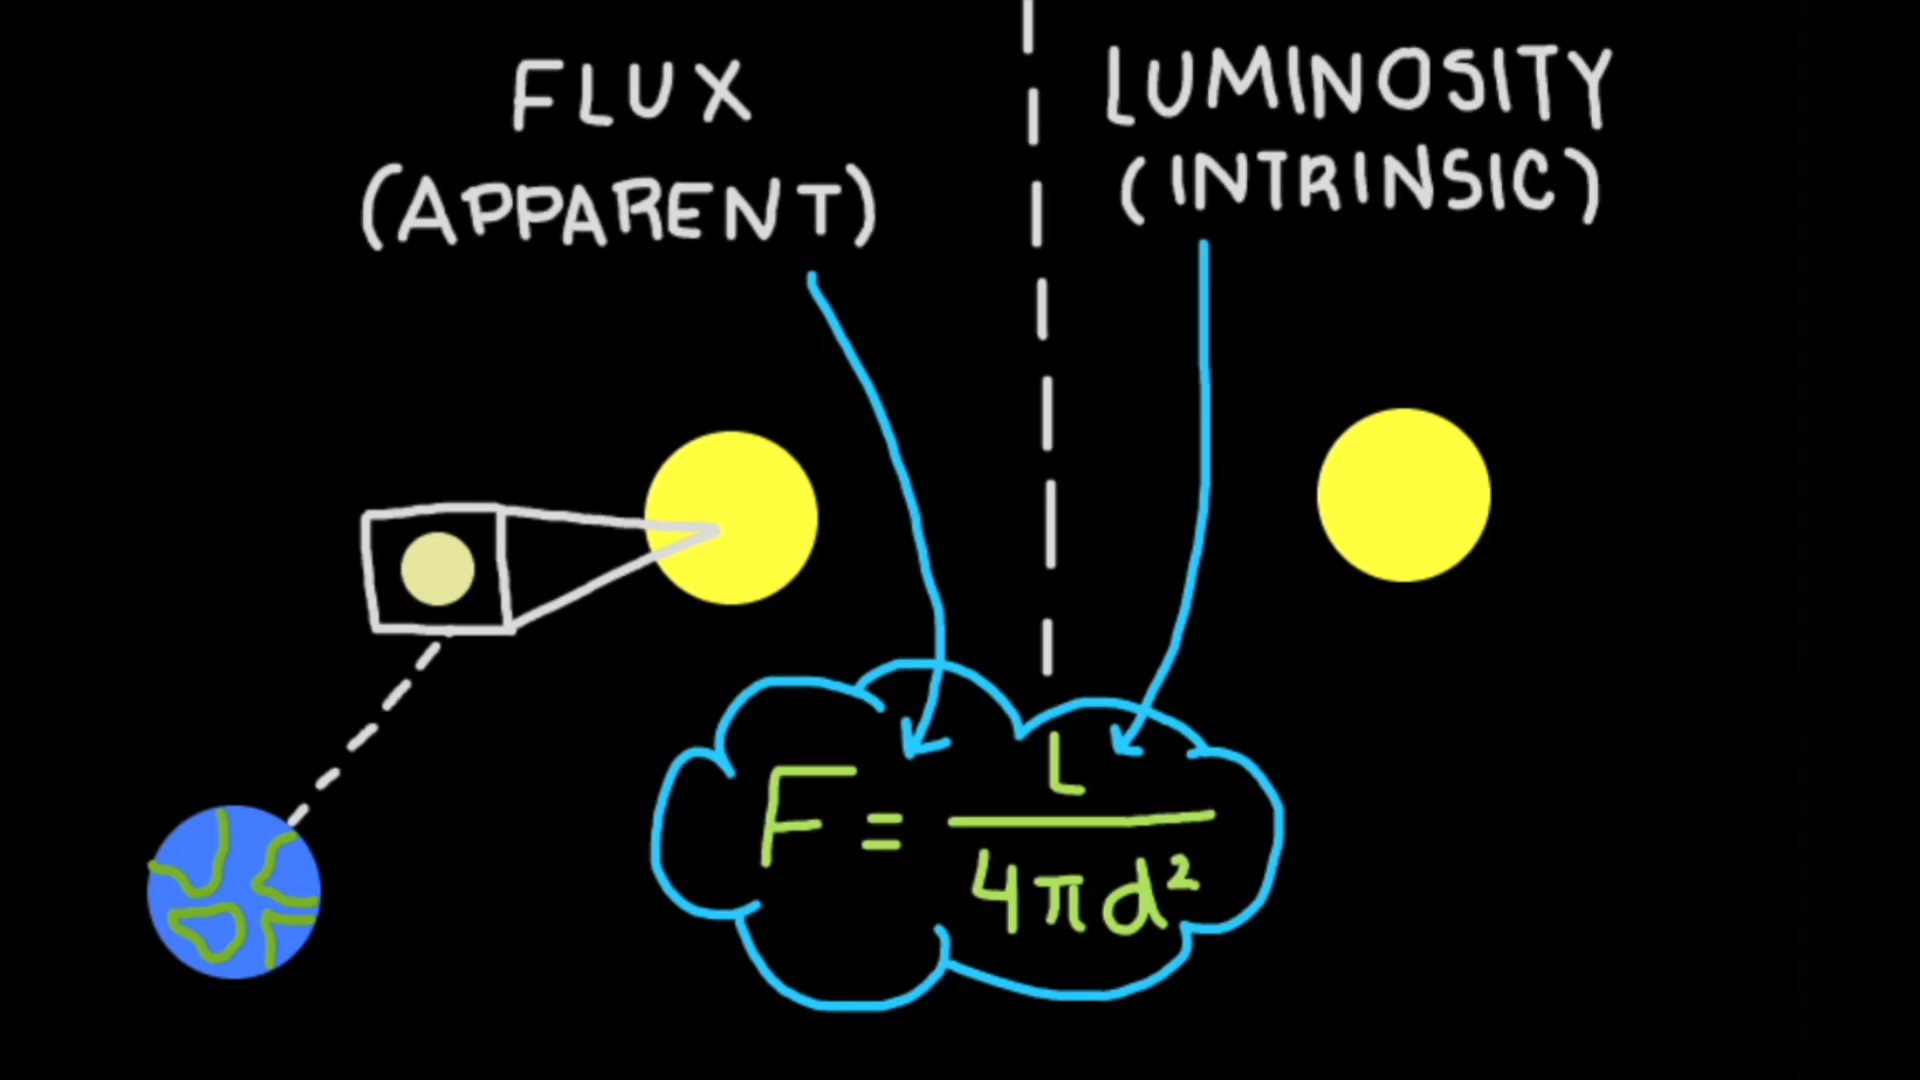 FLUX
(APPARENT)
LUMINOSITY
(INTRINSIC)
F = L / 4πd²